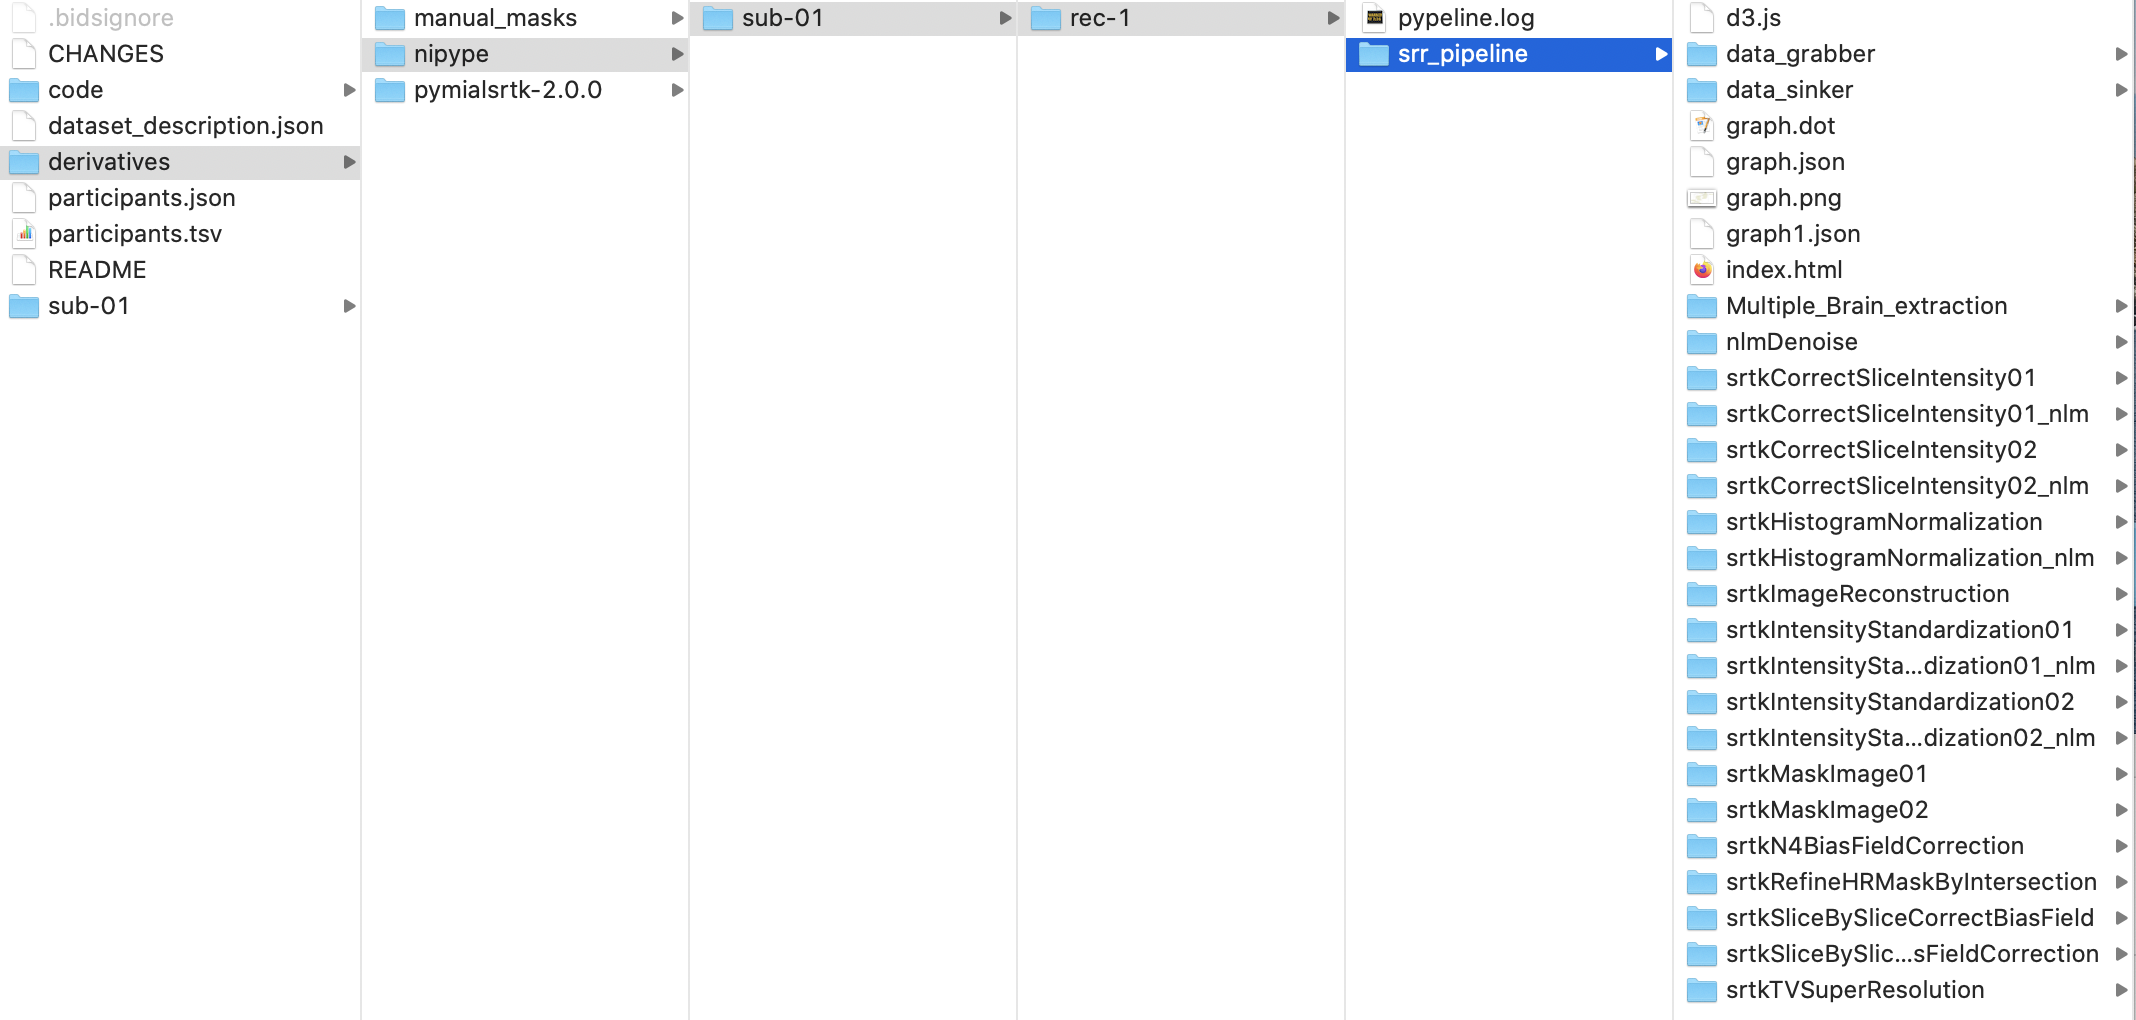 .bidsignore
CHANGES
code
dataset_description.json
derivatives
participants.json
participants.tsv
README
sub-01
manual_masks
nipype
pymialsrtk-2.0.0
sub-01
rec-1
pypeline.log
srr_pipeline
d3.js
data_grabber
data_sinker
graph.dot
graph.json
graph.png
graph1.json
index.html
Multiple_Brain_extraction
nlmDenoise
srtkCorrectSliceIntensity01
srtkCorrectSliceIntensity01_nlm
srtkCorrectSliceIntensity02
srtkCorrectSliceIntensity02_nlm
srtkHistogramNormalization
srtkHistogramNormalization_nlm
srtkImageReconstruction
srtkIntensityStandardization01
srtkIntensitySta...dization01_nlm
srtkIntensityStandardization02
srtkIntensitySta...dization02_nlm
srtkMaskImage01
srtkMaskImage02
srtkN4BiasFieldCorrection
srtkRefineHRMaskByIntersection
srtkSliceBySliceCorrectBiasField
srtkSliceBySlic...sFieldCorrection
srtkTVSuperResolution